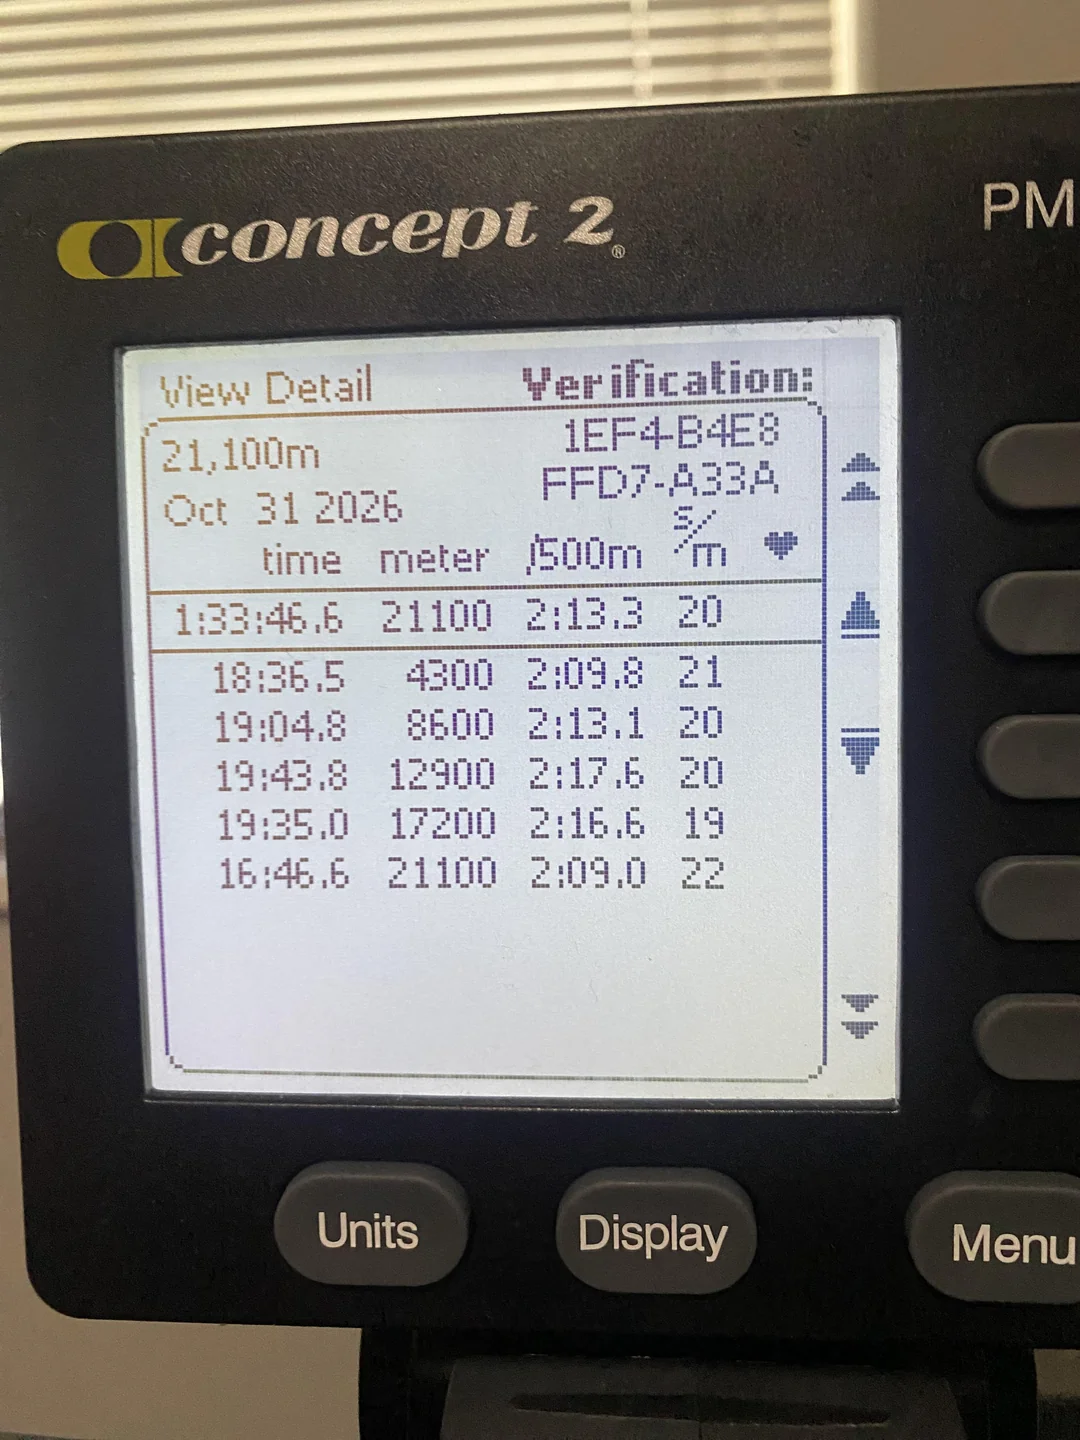 concept 2®
PM
View Detail Verification:
21,100m 1EF4-B4E8
FFD7-A33A
Oct 31 2026
time meter /500m s/m
1:33:46.6 21100 2:13.3 20
18:36.5 4300 2:09.8 21
19:04.8 8600 2:13.1 20
19:43.8 12900 2:17.6 20
19:35.0 17200 2:16.6 19
16:46.6 21100 2:09.0 22
Units Display Menu